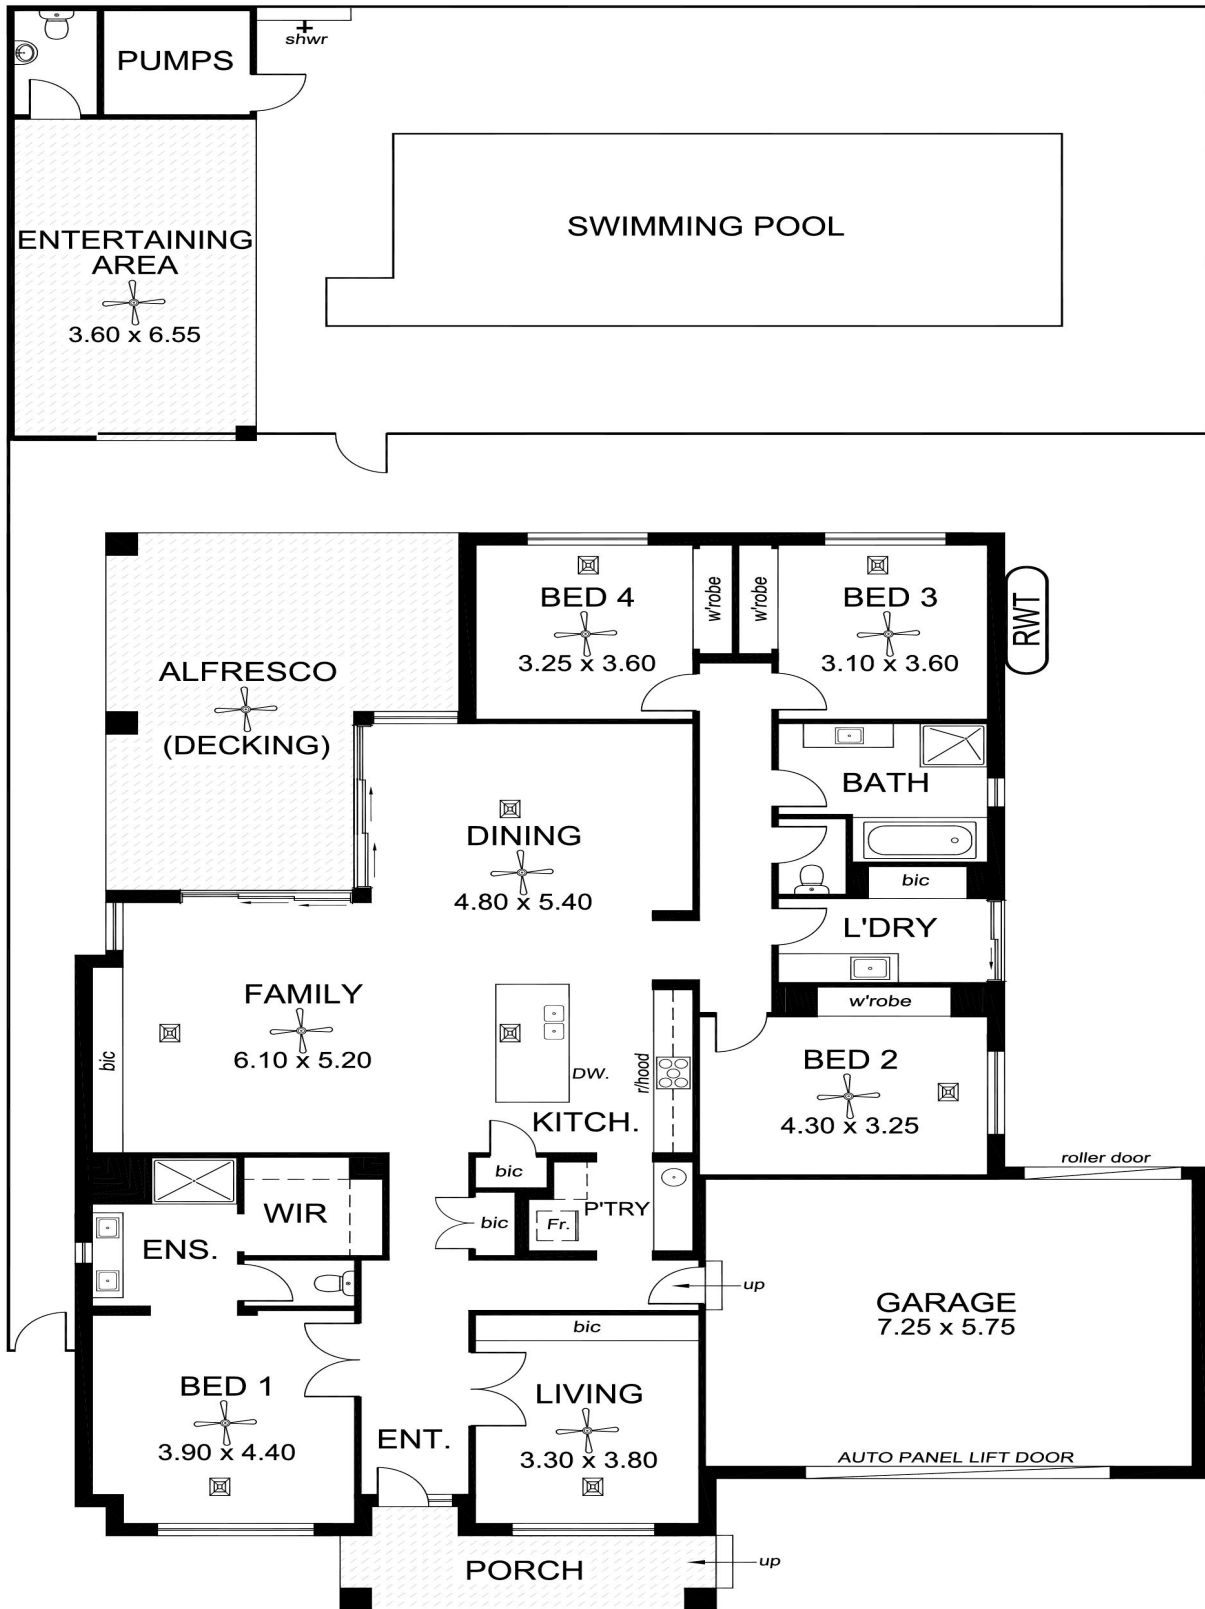 PUMPS
shwr
SWIMMING POOL
ENTERTAINING
AREA
3.60 x 6.55
BED 4
3.25 x 3.60
w'robe
w'robe
BED 3
3.10 x 3.60
RWT
ALFRESCO
(DECKING)
BATH
DINING
4.80 x 5.40
bic
L'DRY
w'robe
FAMILY
6.10 x 5.20
bic
DW.
r/hood
KITCH.
BED 2
4.30 x 3.25
roller door
bic
bic
P'TRY
Fr.
WIR
ENS.
up
GARAGE
7.25 x 5.75
bic
BED 1
3.90 x 4.40
LIVING
3.30 x 3.80
ENT.
AUTO PANEL LIFT DOOR
PORCH
up